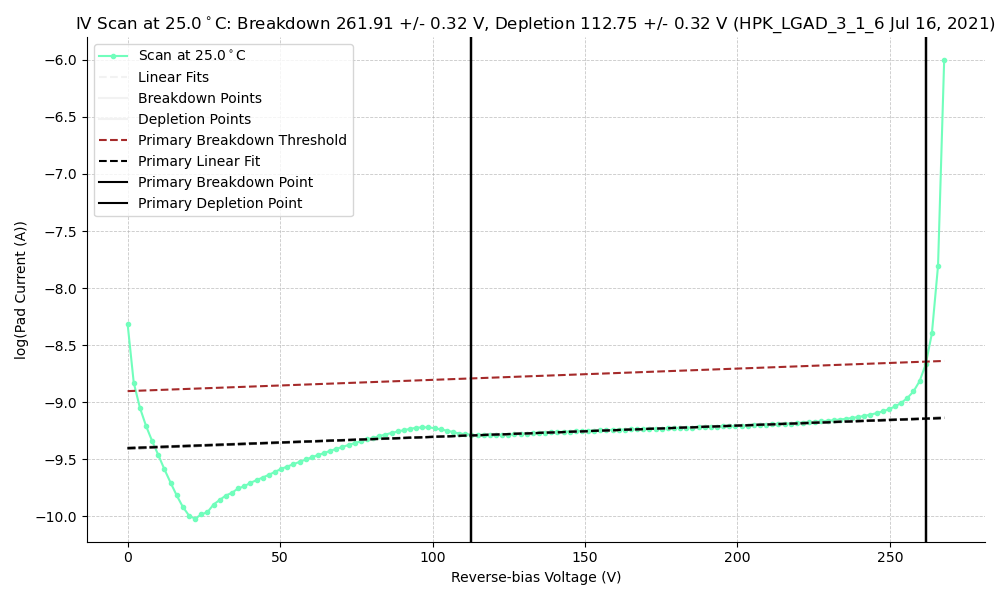 IV Scan at 25.0°C: Breakdown 261.91 +/- 0.32 V, Depletion 112.75 +/- 0.32 V (HPK_LGAD_3_1_6 Jul 16, 2021)
Scan at 25.0°C
Linear Fits
Breakdown Points
Depletion Points
Primary Breakdown Threshold
Primary Linear Fit
Primary Breakdown Point
Primary Depletion Point
log(Pad Current (A))
−6.0
−6.5
−7.0
−7.5
−8.0
−8.5
−9.0
−9.5
−10.0
0 50 100 150 200 250
Reverse-bias Voltage (V)